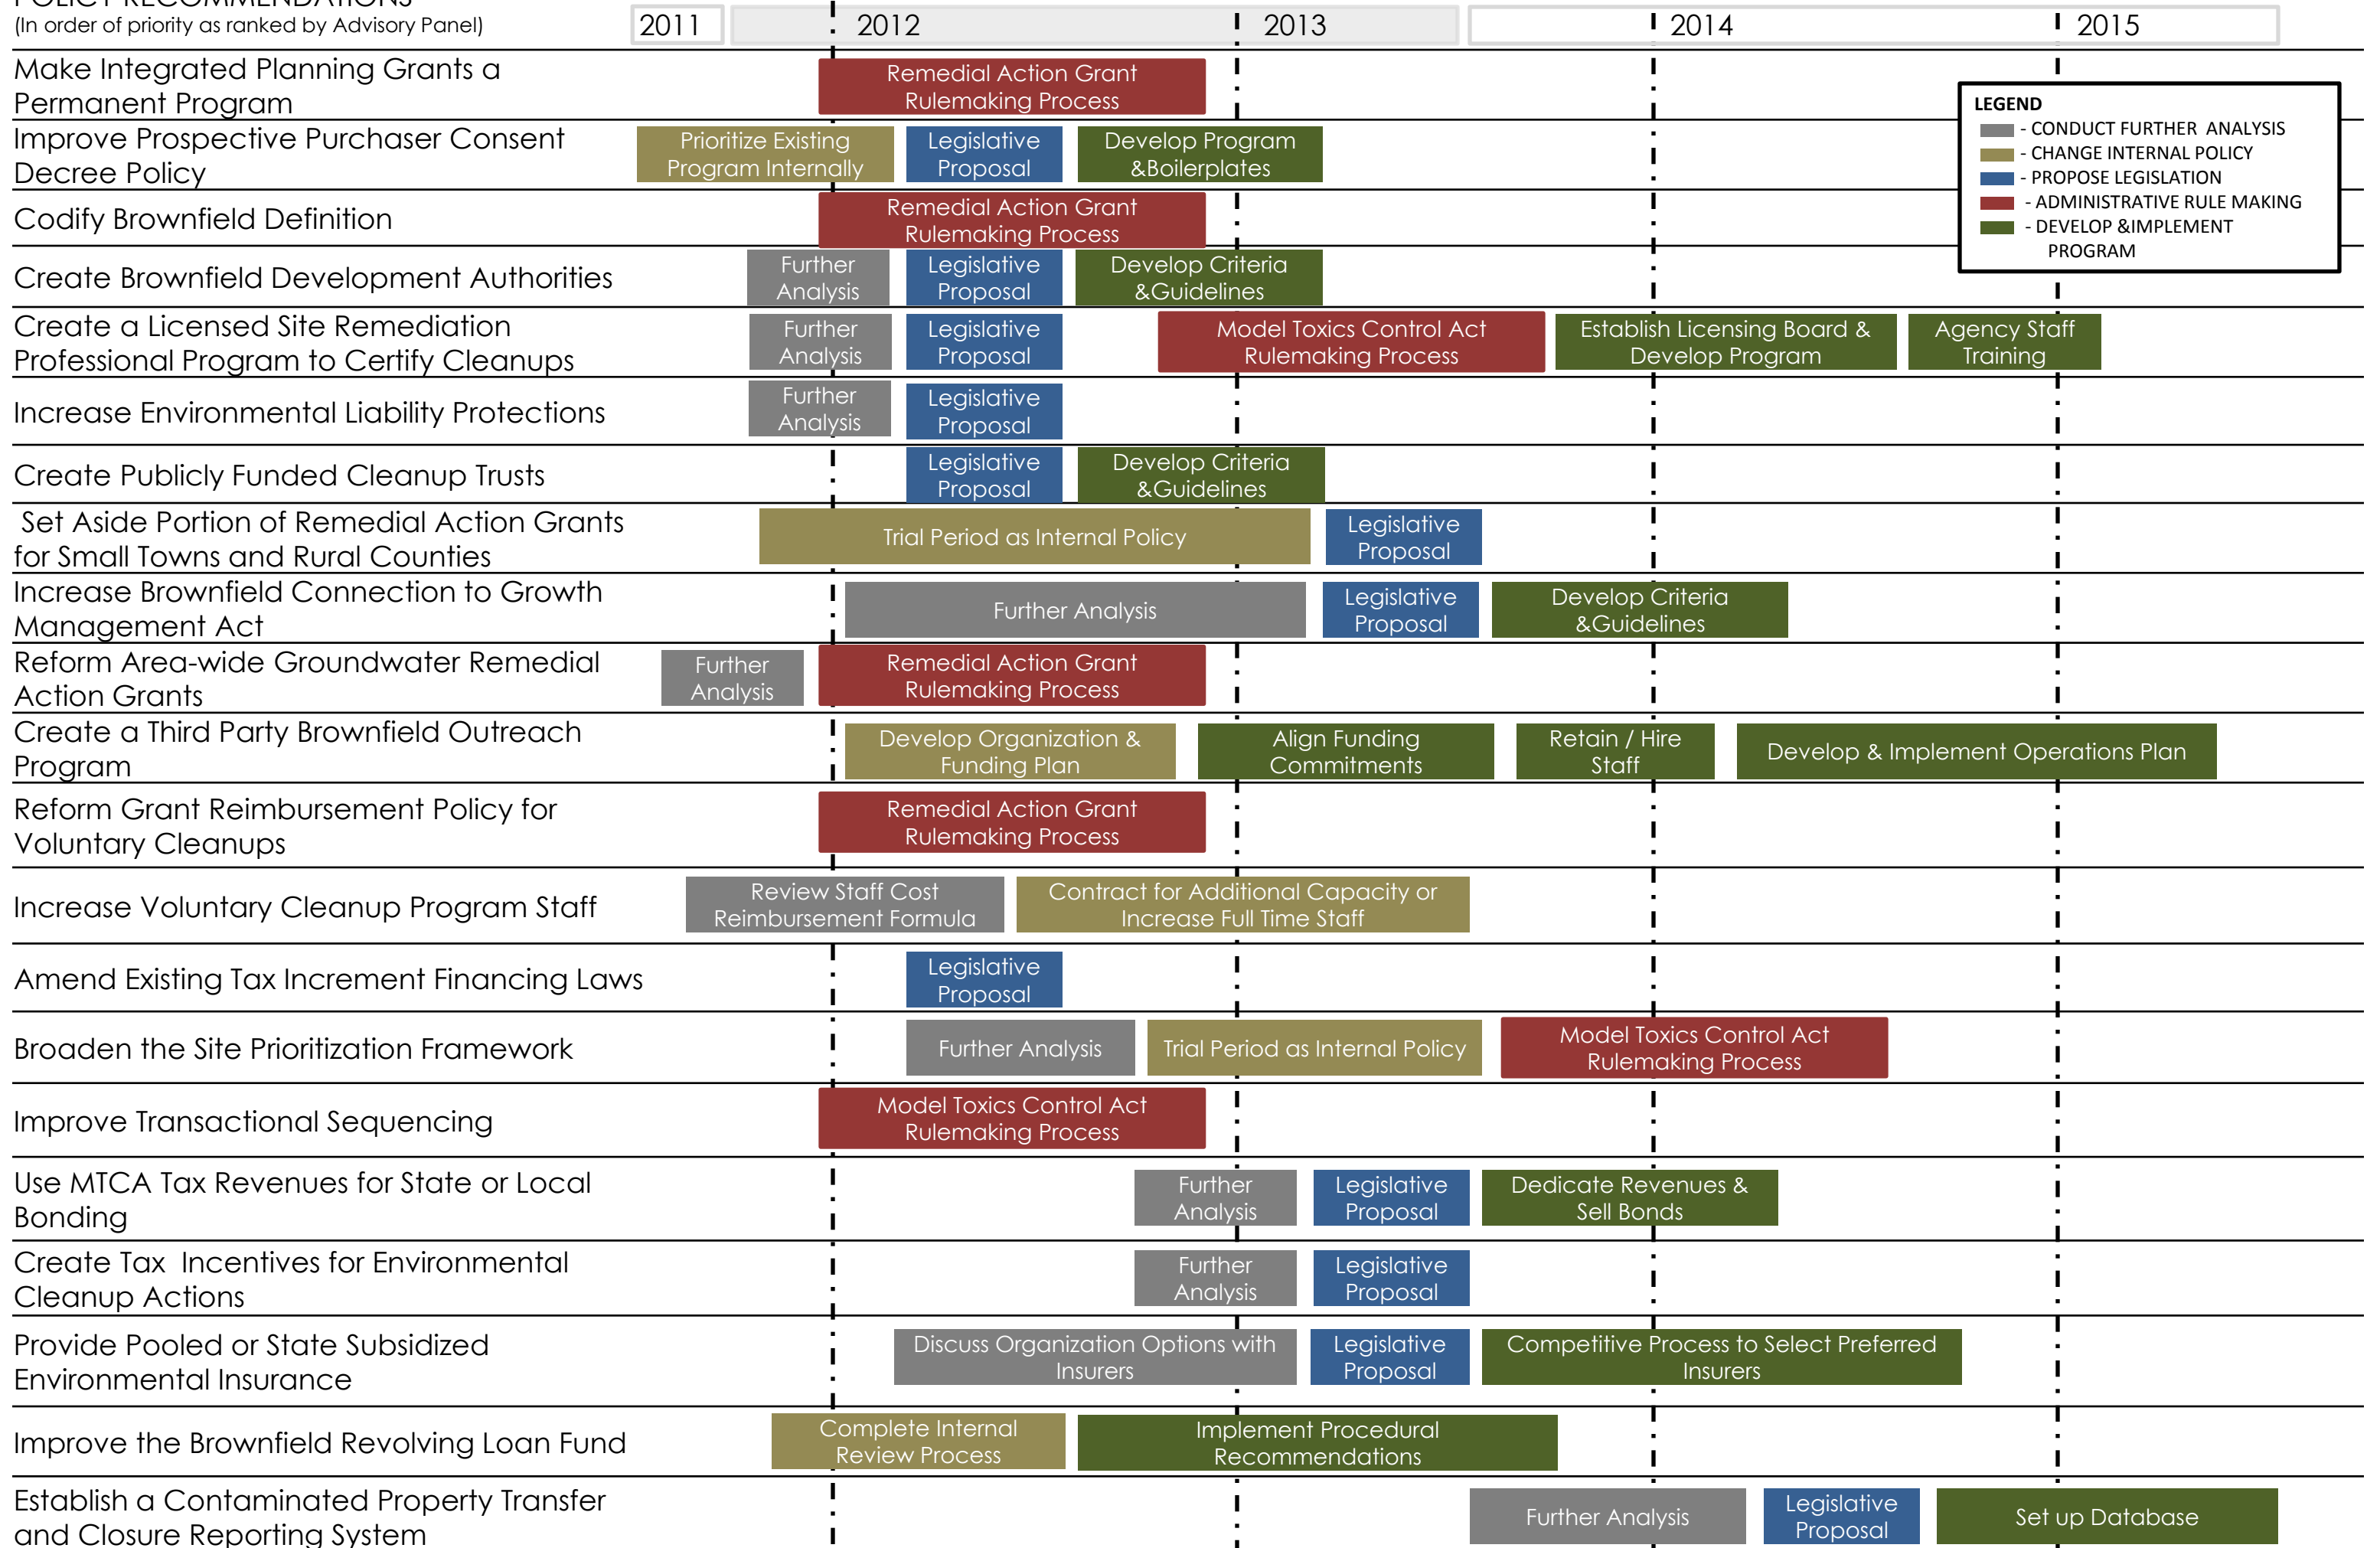 POLICY RECOMMENDATIONS
(In order of priority as ranked by Advisory Panel)
2011
2012
2013
2014
2015
LEGEND
- CONDUCT FURTHER ANALYSIS
- CHANGE INTERNAL POLICY
- PROPOSE LEGISLATION
- ADMINISTRATIVE RULE MAKING
- DEVELOP &IMPLEMENT
PROGRAM
Make Integrated Planning Grants a
Permanent Program
Remedial Action Grant
Rulemaking Process
Improve Prospective Purchaser Consent
Decree Policy
Prioritize Existing
Program Internally
Legislative
Proposal
Develop Program
&Boilerplates
Codify Brownfield Definition
Remedial Action Grant
Rulemaking Process
Create Brownfield Development Authorities
Further
Analysis
Legislative
Proposal
Develop Criteria
&Guidelines
Create a Licensed Site Remediation
Professional Program to Certify Cleanups
Further
Analysis
Legislative
Proposal
Model Toxics Control Act
Rulemaking Process
Establish Licensing Board &
Develop Program
Agency Staff
Training
Increase Environmental Liability Protections
Further
Analysis
Legislative
Proposal
Create Publicly Funded Cleanup Trusts
Legislative
Proposal
Develop Criteria
&Guidelines
Set Aside Portion of Remedial Action Grants
for Small Towns and Rural Counties
Trial Period as Internal Policy
Legislative
Proposal
Increase Brownfield Connection to Growth
Management Act
Further Analysis
Legislative
Proposal
Develop Criteria
&Guidelines
Reform Area-wide Groundwater Remedial
Action Grants
Further
Analysis
Remedial Action Grant
Rulemaking Process
Create a Third Party Brownfield Outreach
Program
Develop Organization &
Funding Plan
Align Funding
Commitments
Retain / Hire
Staff
Develop & Implement Operations Plan
Reform Grant Reimbursement Policy for
Voluntary Cleanups
Remedial Action Grant
Rulemaking Process
Increase Voluntary Cleanup Program Staff
Review Staff Cost
Reimbursement Formula
Contract for Additional Capacity or
Increase Full Time Staff
Amend Existing Tax Increment Financing Laws
Legislative
Proposal
Broaden the Site Prioritization Framework
Further Analysis
Trial Period as Internal Policy
Model Toxics Control Act
Rulemaking Process
Improve Transactional Sequencing
Model Toxics Control Act
Rulemaking Process
Use MTCA Tax Revenues for State or Local
Bonding
Further
Analysis
Legislative
Proposal
Dedicate Revenues &
Sell Bonds
Create Tax Incentives for Environmental
Cleanup Actions
Further
Analysis
Legislative
Proposal
Provide Pooled or State Subsidized
Environmental Insurance
Discuss Organization Options with
Insurers
Legislative
Proposal
Competitive Process to Select Preferred
Insurers
Improve the Brownfield Revolving Loan Fund
Complete Internal
Review Process
Implement Procedural
Recommendations
Establish a Contaminated Property Transfer
and Closure Reporting System
Further Analysis
Legislative
Proposal
Set up Database